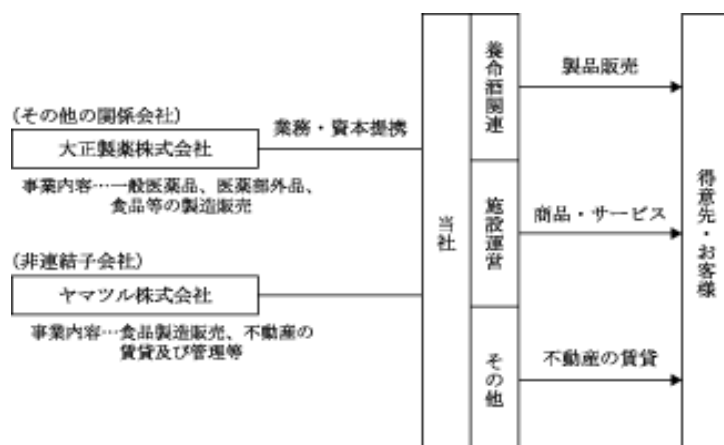 (その他の関係会社)
大正製薬株式会社
事業内容…一般医薬品、医薬部外品、
食品等の製造販売
業務・資本提携
(非連結子会社)
ヤマツル株式会社
事業内容…食品製造販売、不動産の
賃貸及び管理等
当社
養命酒関連
施設運営
その他
製品販売
商品・サービス
不動産の賃貸
得意先・お客様